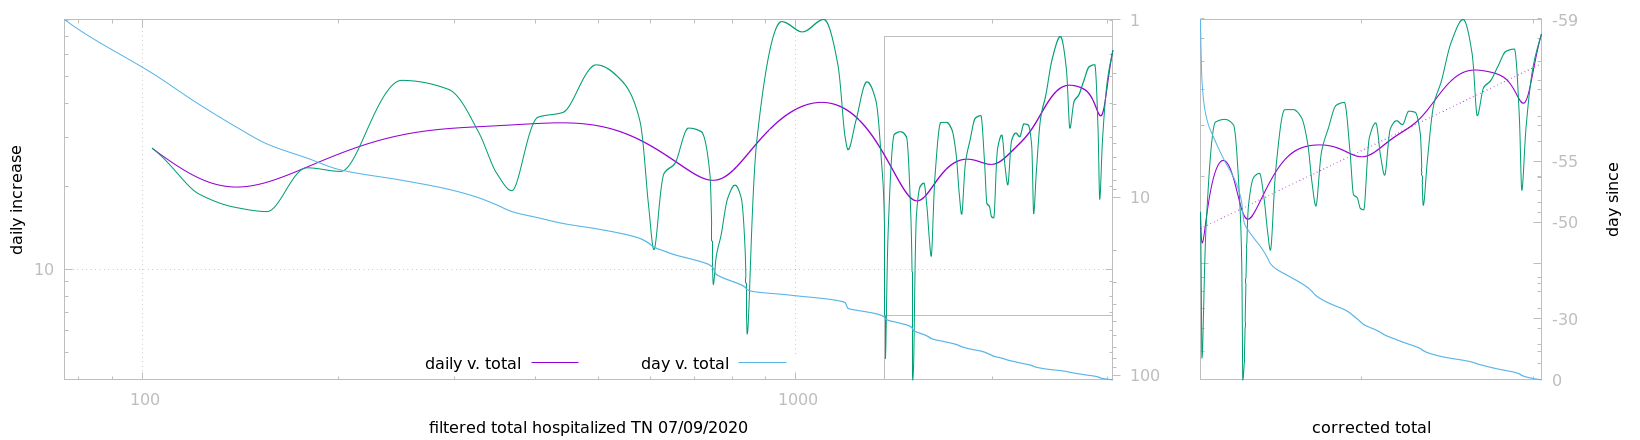 1
-59
daily increase
10
daily v. total
day v. total
10
100
-55
-50
-30
0
day since
100
1000
filtered total hospitalized TN 07/09/2020
corrected total